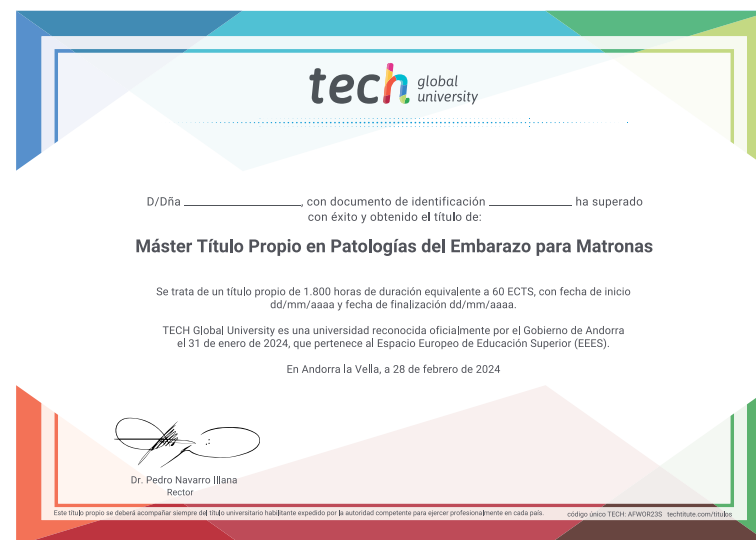 tech global
university
D/Dña ______________, con documento de identificación ______________ ha superado
con éxito y obtenido el título de:
Máster Título Propio en Patologías del Embarazo para Matronas
Se trata de un título propio de 1.800 horas de duración equivalente a 60 ECTS, con fecha de inicio
dd/mm/aaaa y fecha de finalización dd/mm/aaaa.
TECH Global University es una universidad reconocida oficialmente por el Gobierno de Andorra
el 31 de enero de 2024, que pertenece al Espacio Europeo de Educación Superior (EEES).
En Andorra la Vella, a 28 de febrero de 2024
Dr. Pedro Navarro Illana
Rector
Este título propio se deberá acompañar siempre del título universitario habilitante expedido por la autoridad competente para ejercer profesionalmente en cada país. código único TECH: AFWOR23S techtitute.com/titulos